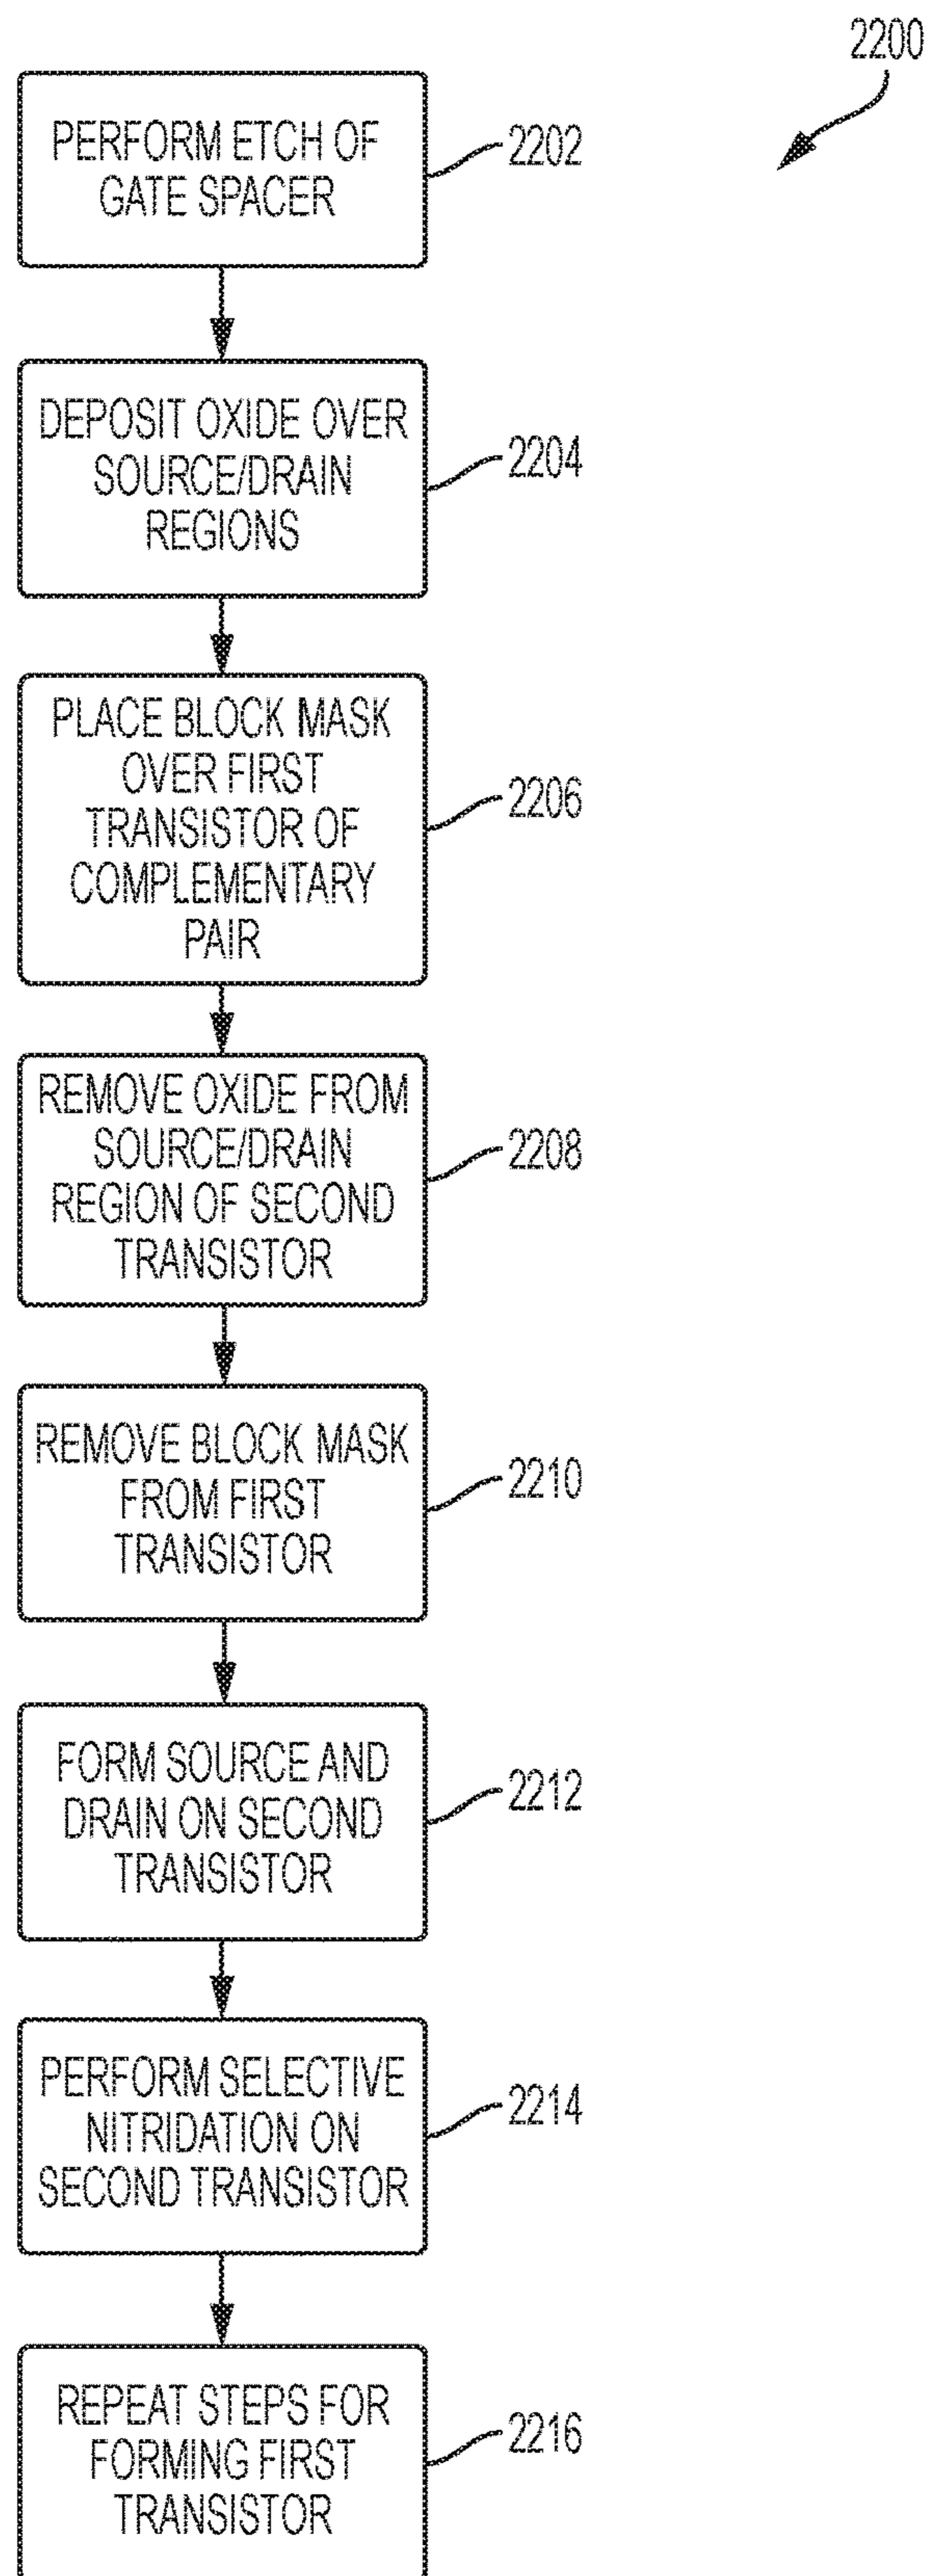 2200
PERFORM ETCH OF
GATE SPACER
2202
DEPOSIT OXIDE OVER
SOURCE/DRAIN
REGIONS
2204
PLACE BLOCK MASK
OVER FIRST
TRANSISTOR OF
COMPLEMENTARY
PAIR
2206
REMOVE OXIDE FROM
SOURCE/DRAIN
REGION OF SECOND
TRANSISTOR
2208
REMOVE BLOCK MASK
FROM FIRST
TRANSISTOR
2210
FORM SOURCE AND
DRAIN ON SECOND
TRANSISTOR
2212
PERFORM SELECTIVE
NITRIDATION ON
SECOND TRANSISTOR
2214
REPEAT STEPS FOR
FORMING FIRST
TRANSISTOR
2216